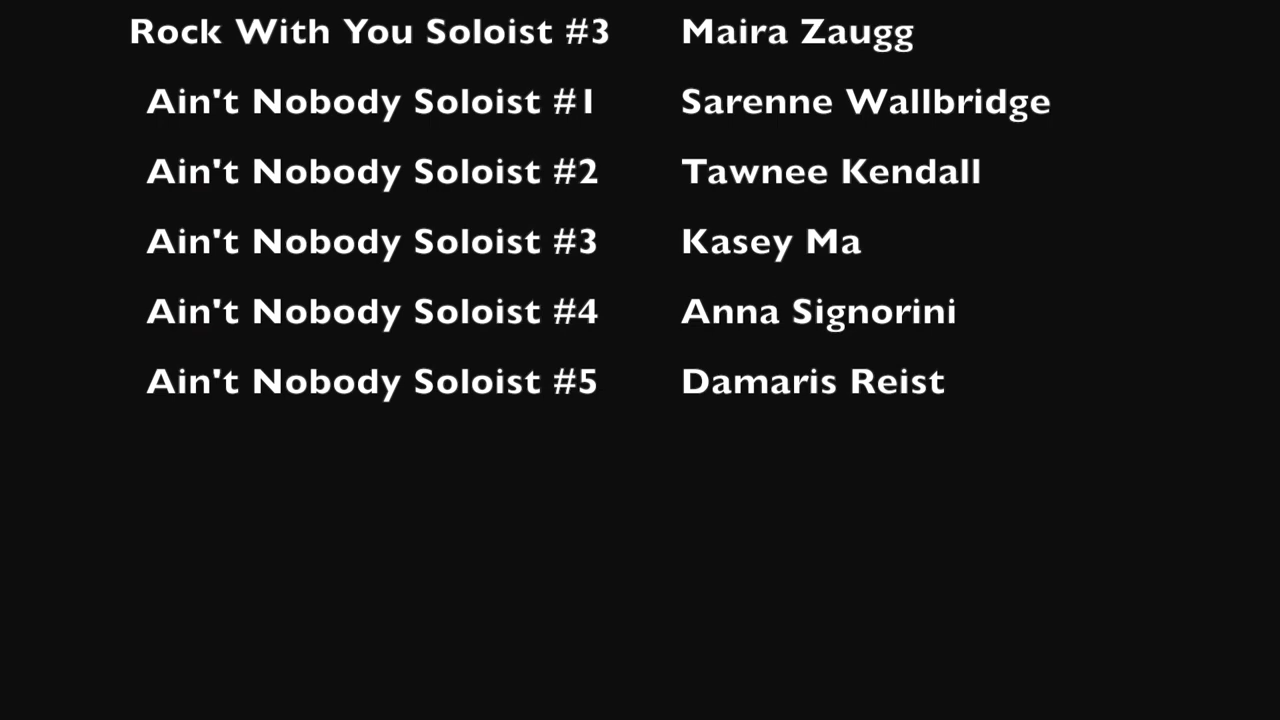 Rock With You Soloist #3 Maira Zaugg
Ain't Nobody Soloist #1 Sarenne Wallbridge
Ain't Nobody Soloist #2 Tawnee Kendall
Ain't Nobody Soloist #3 Kasey Ma
Ain't Nobody Soloist #4 Anna Signorini
Ain't Nobody Soloist #5 Damaris Reist